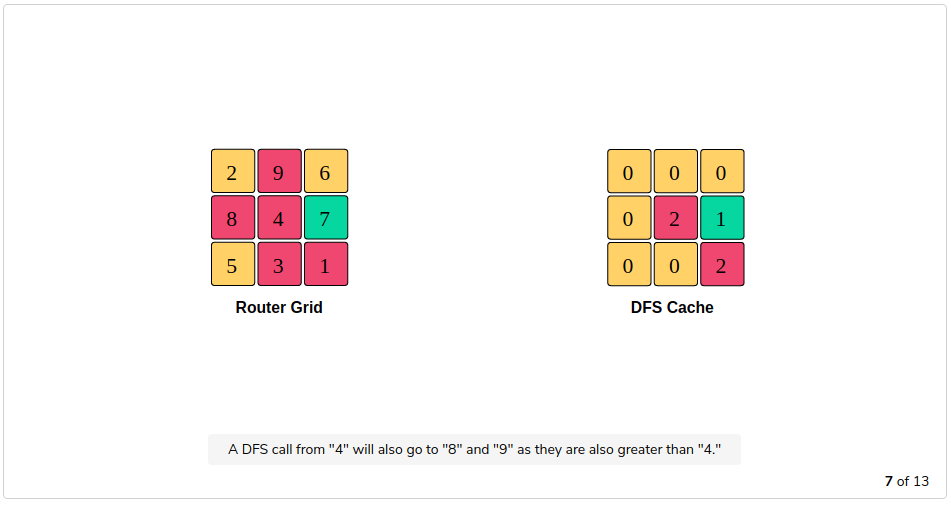 2 9 6
8 4 7
5 3 1
Router Grid
0 0 0
0 2 1
0 0 2
DFS Cache
A DFS call from "4" will also go to "8" and "9" as they are also greater than "4."
7 of 13